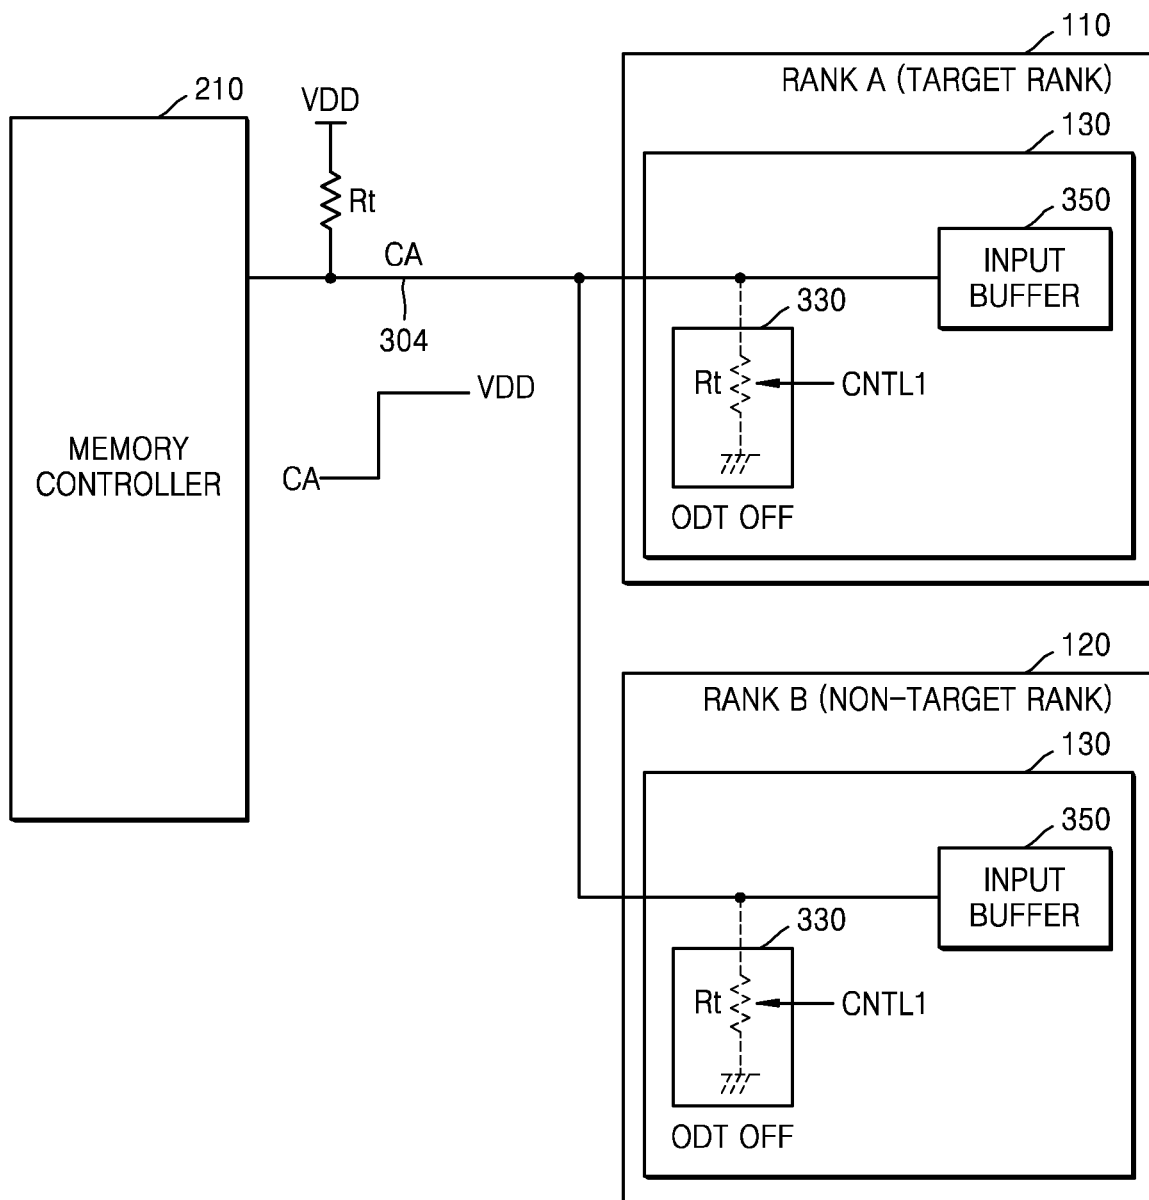 110
RANK A (TARGET RANK)
210
VDD
130
Rt
350
CA
INPUT
BUFFER
330
304
Rt
CNTL1
VDD
MEMORY
CONTROLLER
CA
ODT OFF
120
RANK B (NON-TARGET RANK)
130
350
INPUT
BUFFER
330
Rt
CNTL1
ODT OFF